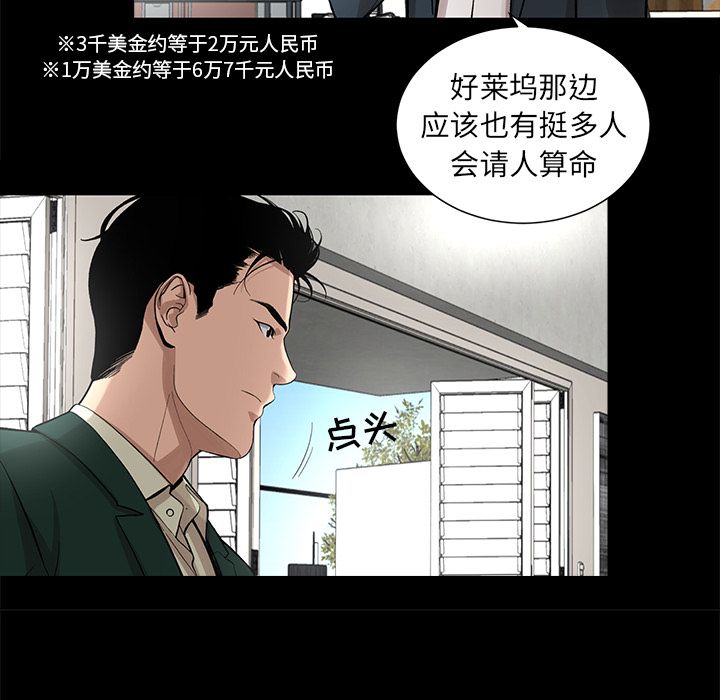 ※3千美金约等于2万元人民币
※1万美金约等于6万7千元人民币
好莱坞那边
应该也有挺多人
会请人算命
点头